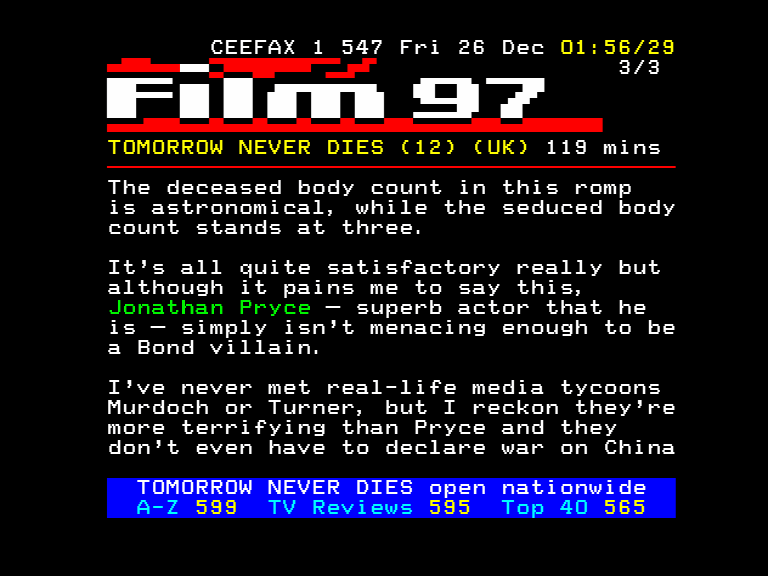 CEEFAX 1 547 Fri 26 Dec 01:56/29
3/3
Film 97
TOMORROW NEVER DIES (12) (UK) 119 mins
The deceased body count in this romp
is astronomical, while the seduced body
count stands at three.
It's all quite satisfactory really but
although it pains me to say this,
Jonathan Pryce – superb actor that he
is – simply isn't menacing enough to be
a Bond villain.
I've never met real-life media tycoons
Murdoch or Turner, but I reckon they're
more terrifying than Pryce and they
don't even have to declare war on China
TOMORROW NEVER DIES open nationwide
A-Z 599 TV Reviews 595 Top 40 565